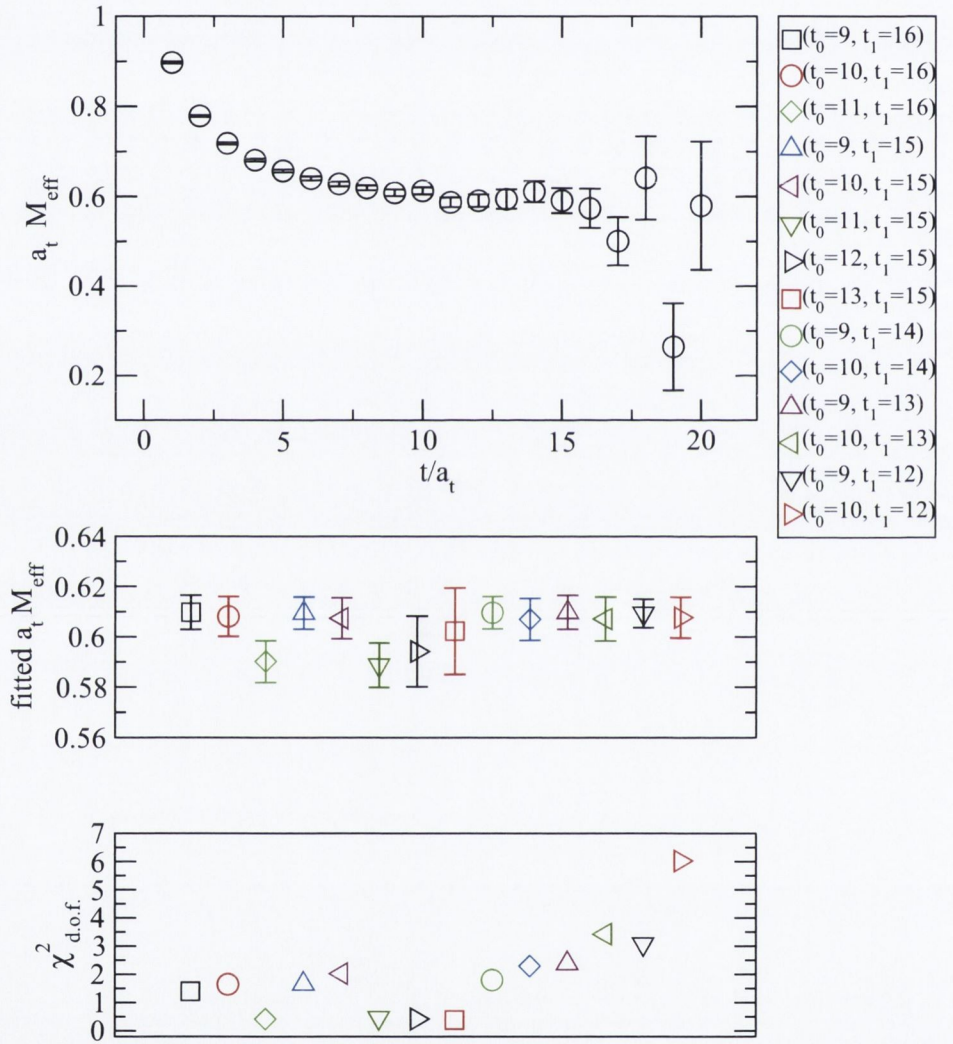 1
0.8
0.6
0.4
0.2
a_t M_eff
0 5 10 15 20
t/a_t
(t_0=9, t_1=16)
(t_0=10, t_1=16)
(t_0=11, t_1=16)
(t_0=9, t_1=15)
(t_0=10, t_1=15)
(t_0=11, t_1=15)
(t_0=12, t_1=15)
(t_0=13, t_1=15)
(t_0=9, t_1=14)
(t_0=10, t_1=14)
(t_0=9, t_1=13)
(t_0=10, t_1=13)
(t_0=9, t_1=12)
(t_0=10, t_1=12)
0.64
0.62
0.6
0.58
0.56
fitted a_t M_eff
7
6
5
4
3
2
1
0
χ^2_d.o.f.